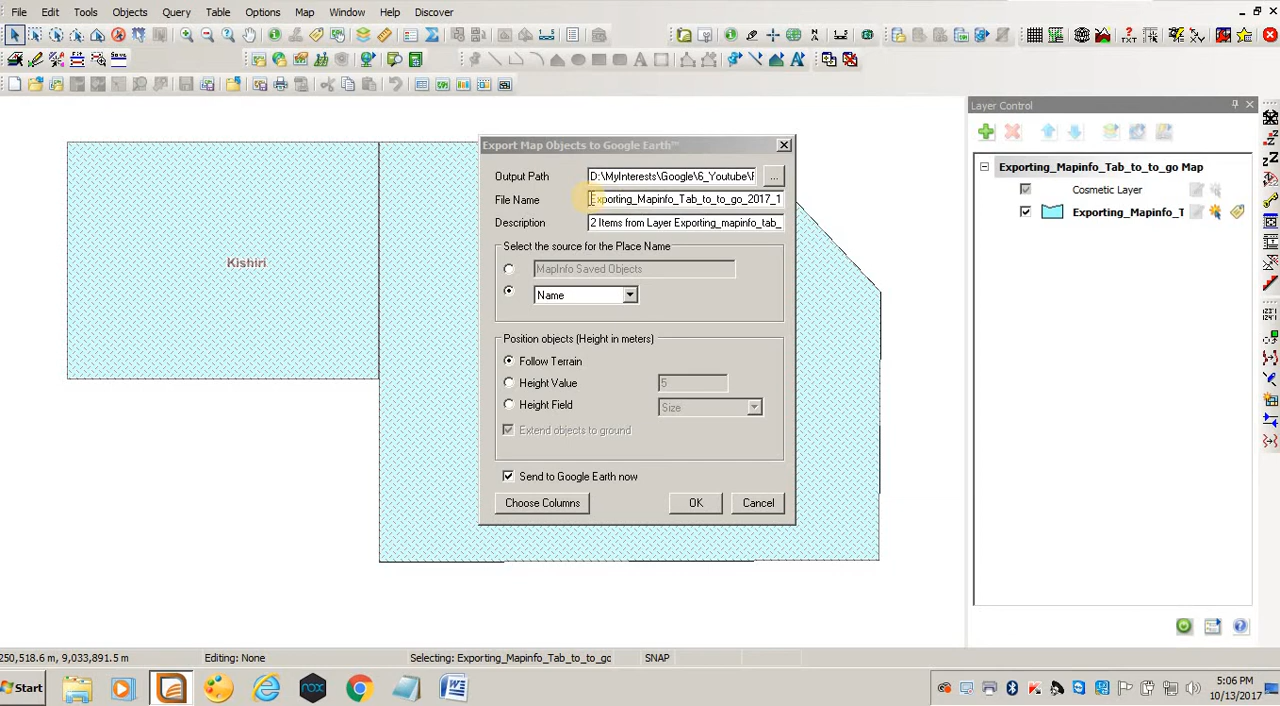 File Edit Tools Objects Query Table Options Map Window Help Discover
Export Map Objects to Google Earth™
Output Path D:\MyInterests\Google\6_Youtube\F ...
File Name Exporting_Mapinfo_Tab_to_to_go_2017_1
Description 2 Items from Layer Exporting_mapinfo_tab_
Select the source for the Place Name
MapInfo Saved Objects
Name
Position objects (Height in meters)
Follow Terrain
Height Value 5
Height Field Size
Extend objects to ground
Send to Google Earth now
Choose Columns OK Cancel
Kishiri
Layer Control
Exporting_Mapinfo_Tab_to_to_go Map
Cosmetic Layer
Exporting_Mapinfo_T
250,518.6 m, 9,033,891.5 m Editing: None Selecting: Exporting_Mapinfo_Tab_to_to_go SNAP
Start
nox
5:06 PM
10/13/2017